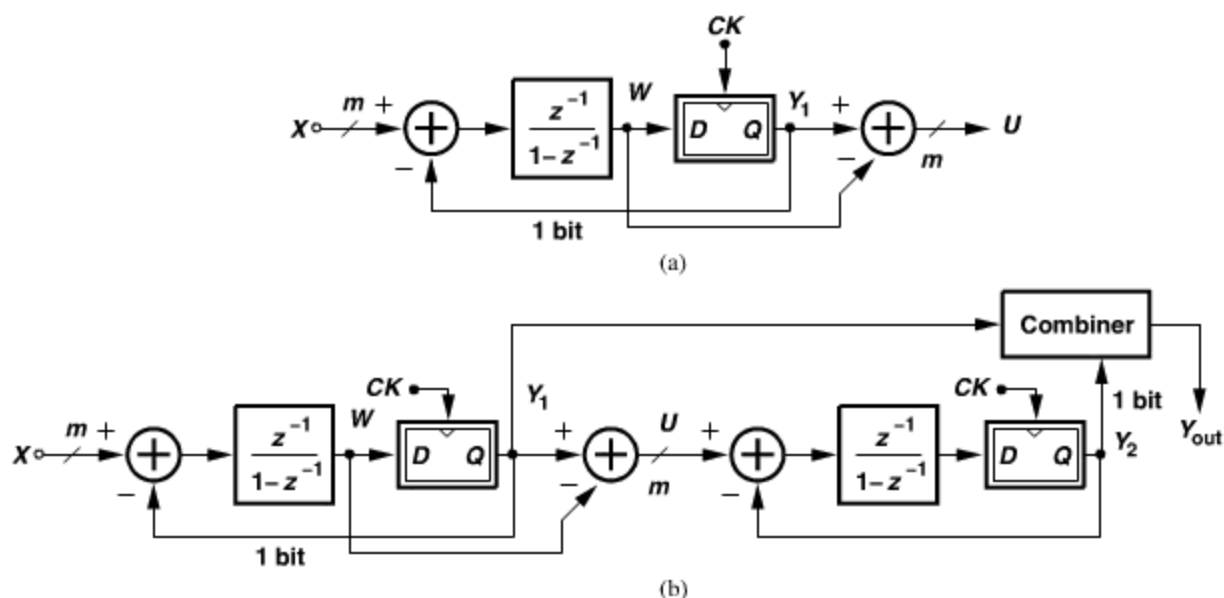 CK
X m + z⁻¹ W D Q Y₁ + U
1 – z⁻¹
– – m
1 bit
(a)
Combiner
CK Y₁ CK 1 bit
X m + z⁻¹ W D Q + U + z⁻¹ D Q Y₂ Yout
1 – z⁻¹ 1 – z⁻¹
– – m –
1 bit
(b)